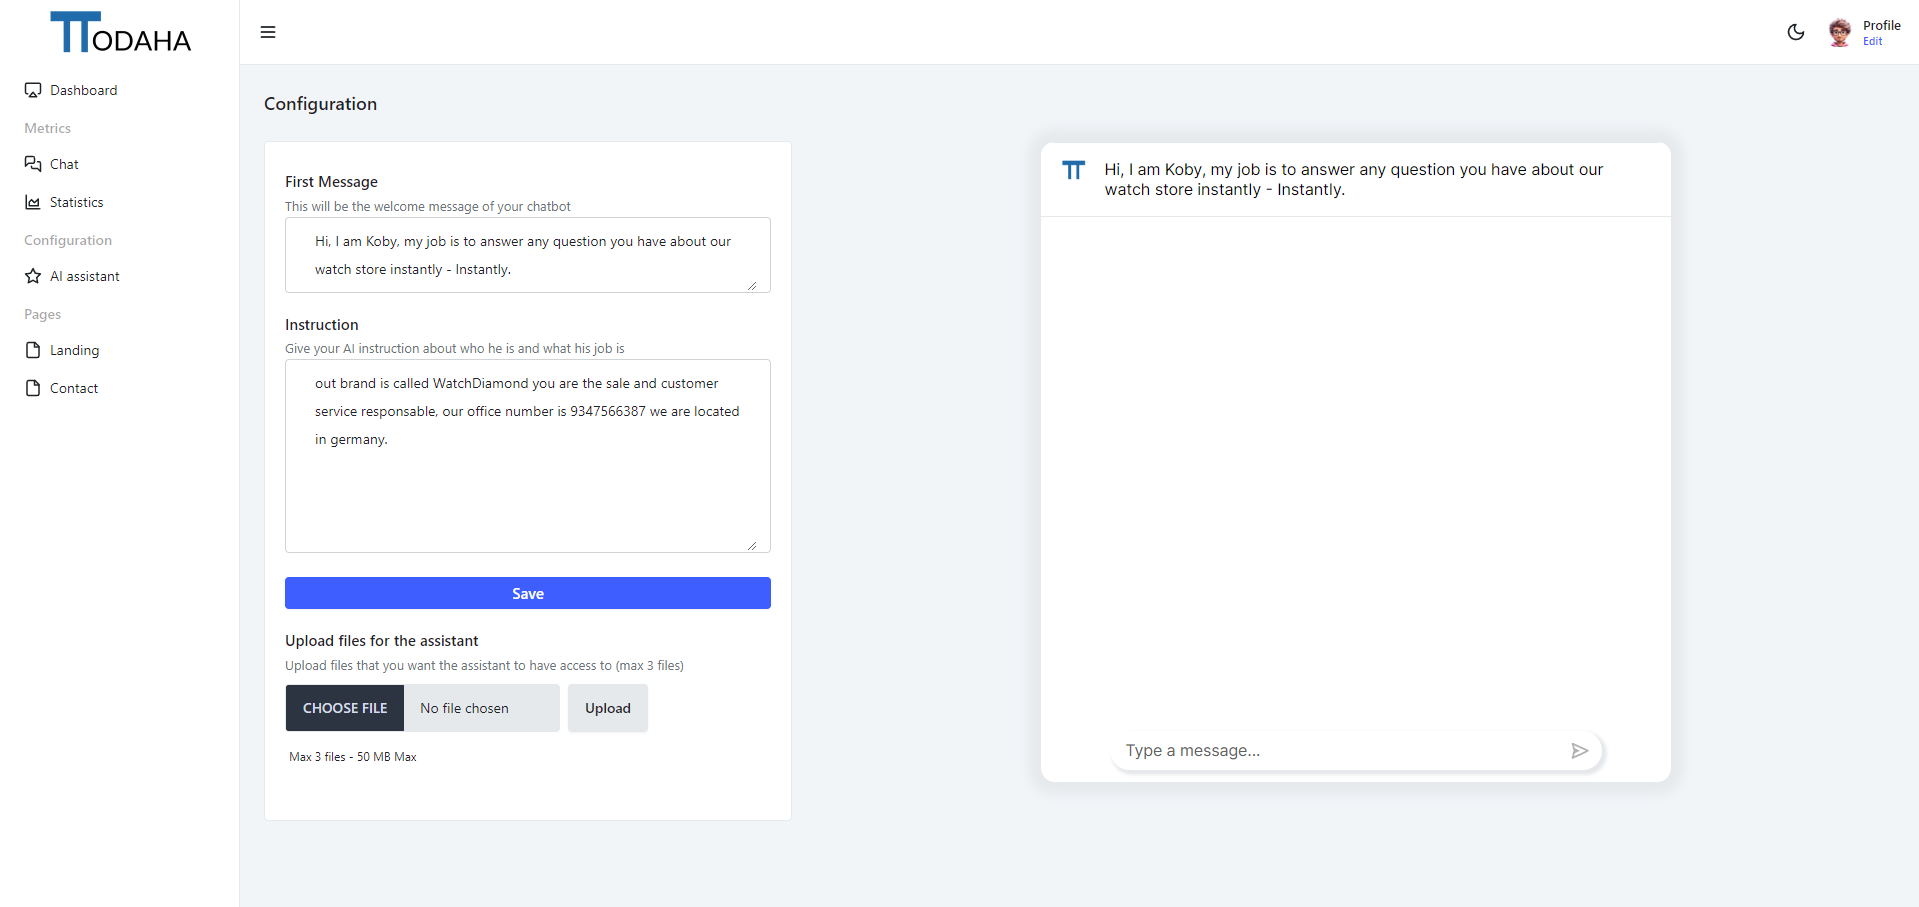 TTODAHA
Profile
Edit
Dashboard
Metrics
Chat
Statistics
Configuration
AI assistant
Pages
Landing
Contact
Configuration
First Message
This will be the welcome message of your chatbot
Hi, I am Koby, my job is to answer any question you have about our
watch store instantly - Instantly.
Instruction
Give your AI instruction about who he is and what his job is
out brand is called WatchDiamond you are the sale and customer
service responsable, our office number is 9347566387 we are located
in germany.
Save
Upload files for the assistant
Upload files that you want the assistant to have access to (max 3 files)
CHOOSE FILE No file chosen Upload
Max 3 files - 50 MB Max
TT
Hi, I am Koby, my job is to answer any question you have about our
watch store instantly - Instantly.
Type a message...